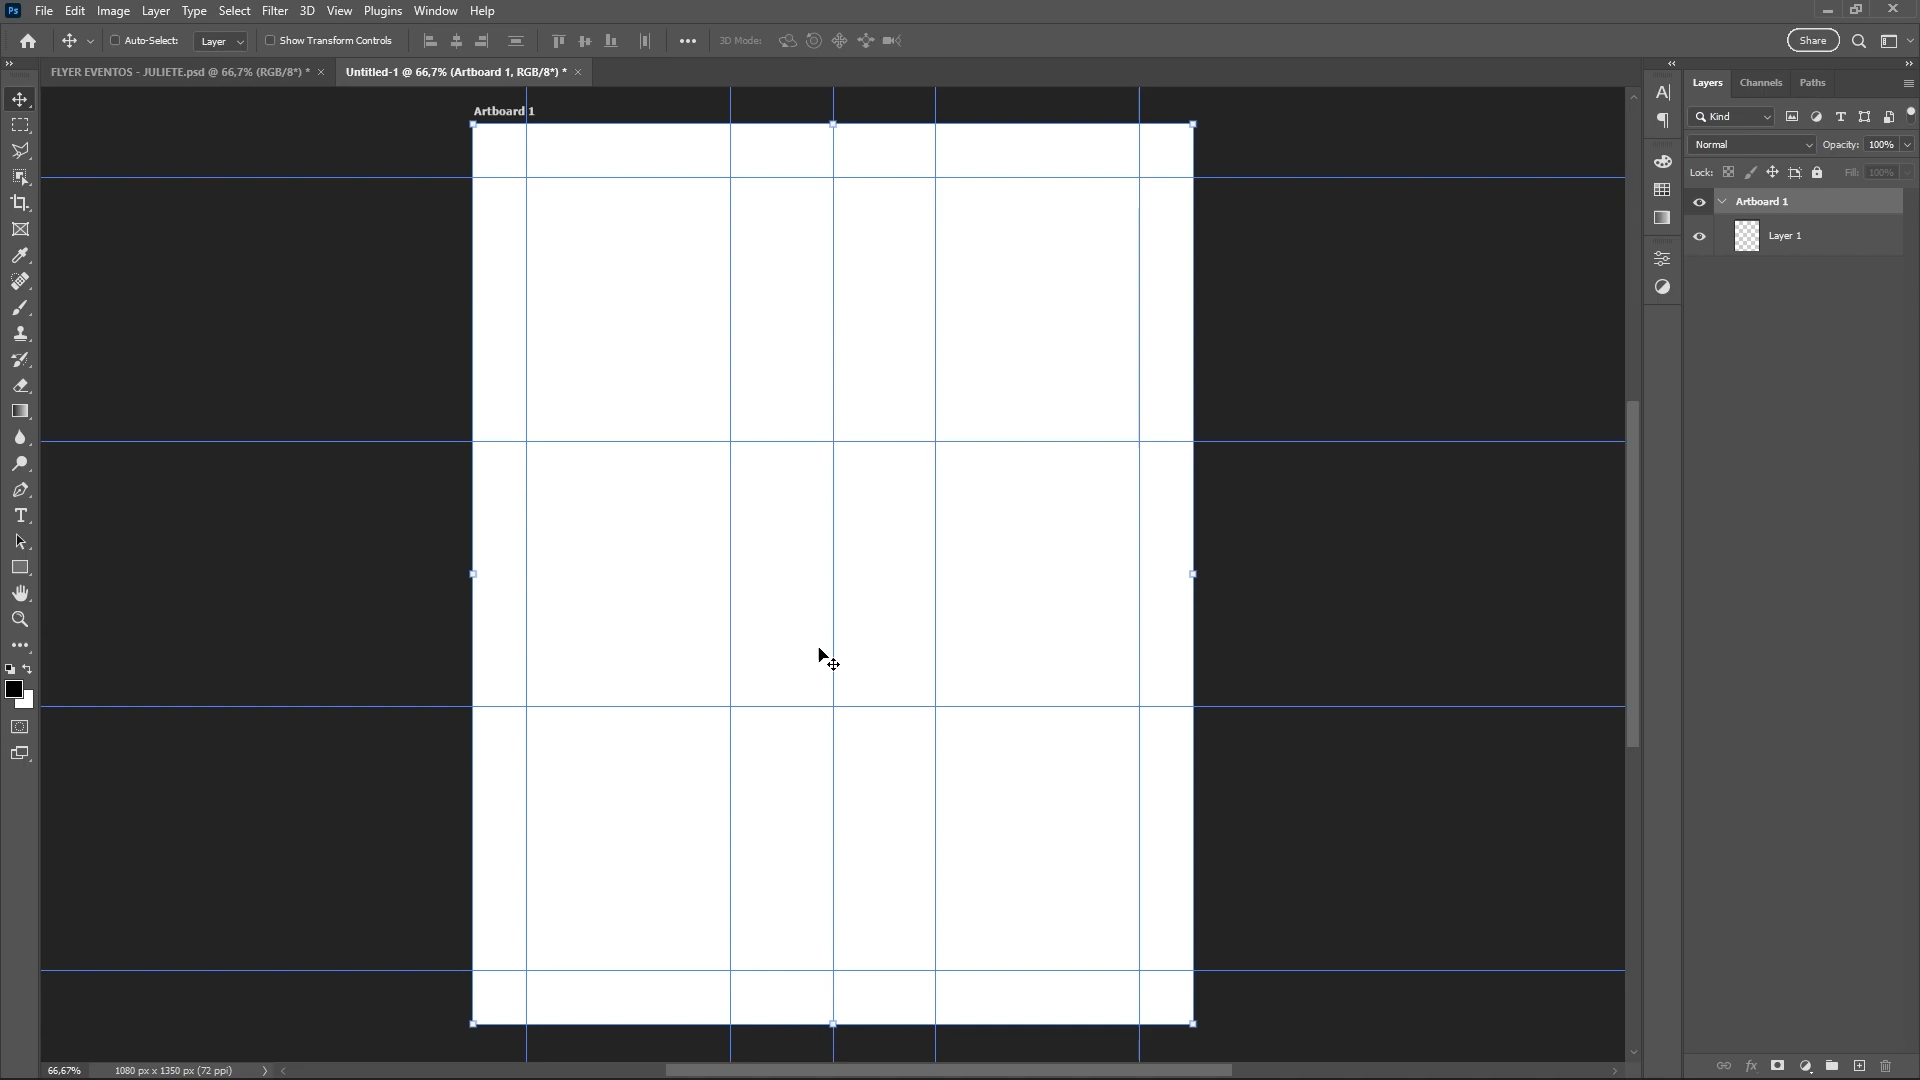 Ps File Edit Image Layer Type Select Filter 3D View Plugins Window Help
Auto-Select: Layer Show Transform Controls 3D Mode: Share
FLYER EVENTOS - JULIETE.psd @ 66,7% (RGB/8*) * × Untitled-1 @ 66,7% (Artboard 1, RGB/8*) * ×
Layers Channels Paths
Artboard 1
Kind
Normal Opacity: 100%
Lock: Fill: 100%
Artboard 1
Layer 1
66,67% 1080 px x 1350 px (72 ppi)